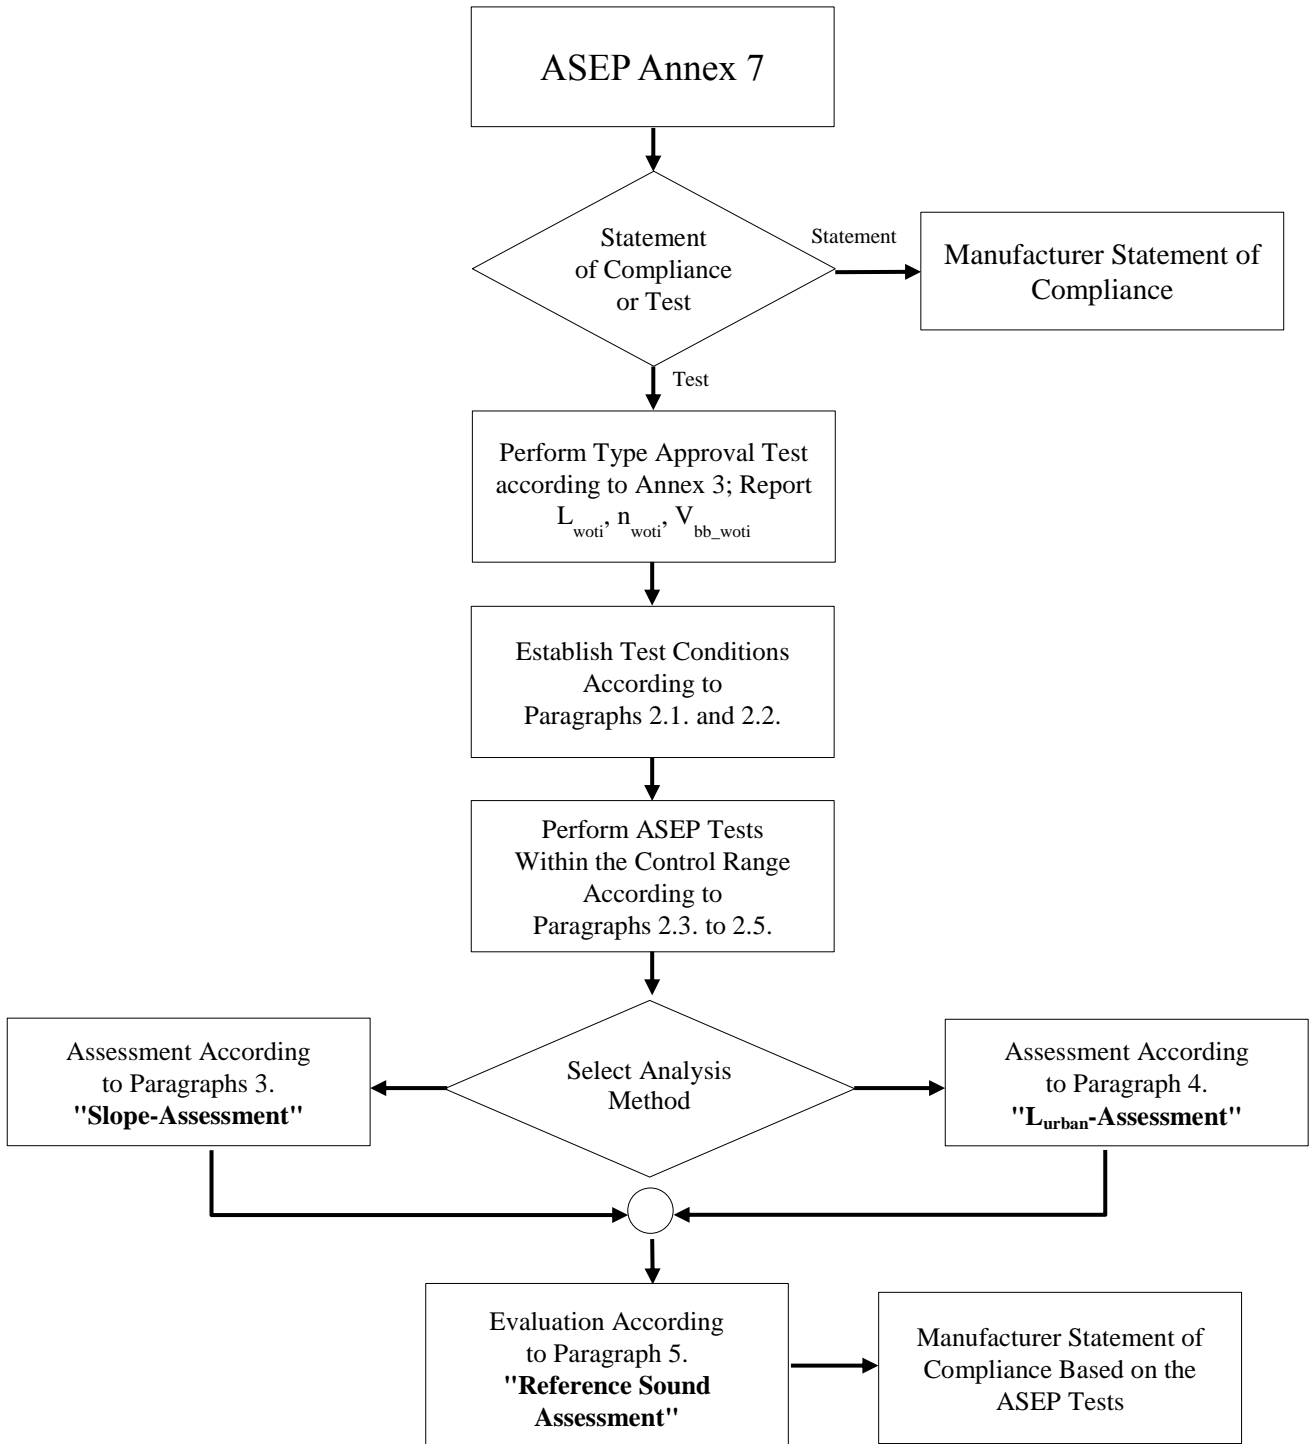 ASEP Annex 7
Statement
of Compliance
or Test
Statement
Manufacturer Statement of
Compliance
Test
Perform Type Approval Test
according to Annex 3; Report
L_woti, n_woti, V_bb_woti
Establish Test Conditions
According to
Paragraphs 2.1. and 2.2.
Perform ASEP Tests
Within the Control Range
According to
Paragraphs 2.3. to 2.5.
Select Analysis
Method
Assessment According
to Paragraphs 3.
"Slope-Assessment"
Assessment According
to Paragraph 4.
"L_urban-Assessment"
Evaluation According
to Paragraph 5.
"Reference Sound
Assessment"
Manufacturer Statement of
Compliance Based on the
ASEP Tests